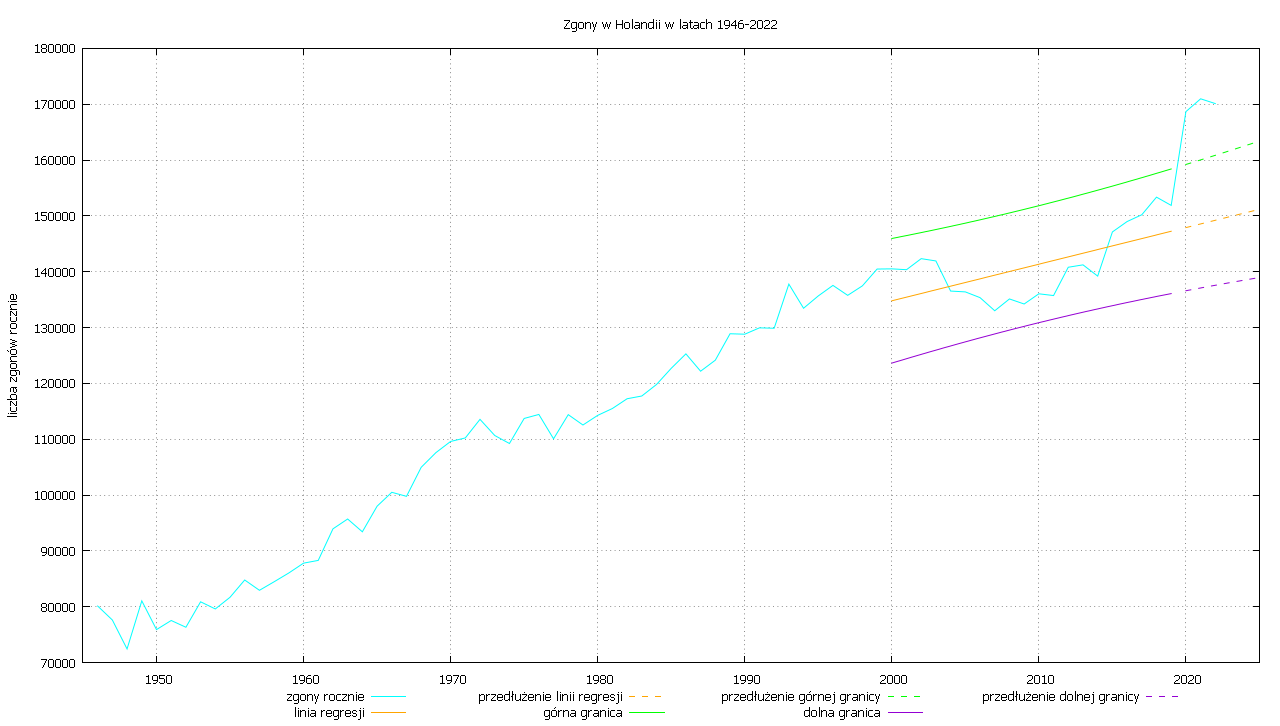 Zgony w Holandii w latach 1946-2022
180000
170000
160000
150000
140000
130000
120000
110000
100000
90000
80000
70000
liczba zgonów rocznie
1950 1960 1970 1980 1990 2000 2010 2020
zgony rocznie przedłużenie linii regresji przedłużenie górnej granicy przedłużenie dolnej granicy
linia regresji górna granica dolna granica